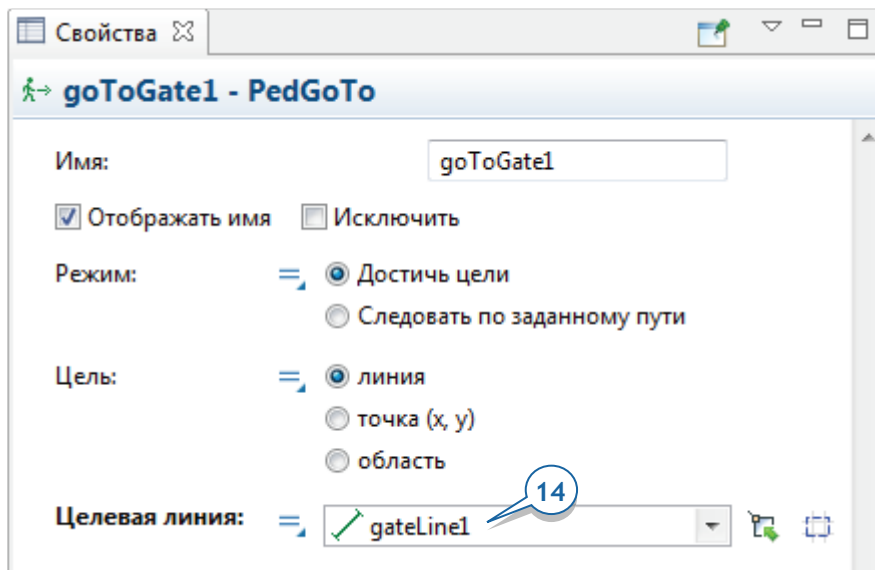 Свойства
goToGate1 - PedGoTo
Имя: goToGate1
Отображать имя Исключить
Режим: Достичь цели
Следовать по заданному пути
Цель: линия
точка (x, y)
область
14
Целевая линия: gateLine1